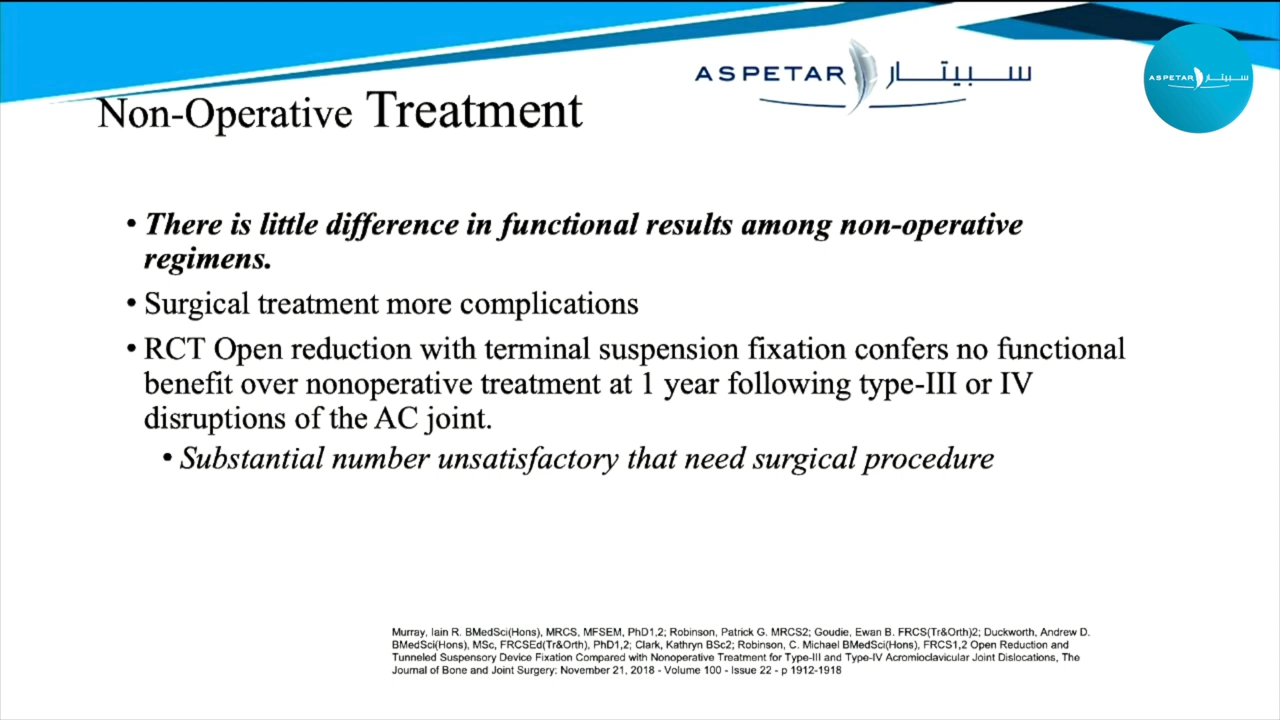 ASPETAR سبيتار
ASPETAR سبيتار
Non-Operative Treatment
• There is little difference in functional results among non-operative
regimens.
• Surgical treatment more complications
• RCT Open reduction with terminal suspension fixation confers no functional
benefit over nonoperative treatment at 1 year following type-III or IV
disruptions of the AC joint.
• Substantial number unsatisfactory that need surgical procedure
Murray, Iain R. BMedSci(Hons), MRCS, MFSEM, PhD1,2; Robinson, Patrick G. MRCS2; Goudie, Ewan B. FRCS(Tr&Orth)2; Duckworth, Andrew D.
BMedSci(Hons), MSc, FRCSEd(Tr&Orth), PhD1,2; Clark, Kathryn BSc2; Robinson, C. Michael BMedSci(Hons), FRCS1,2 Open Reduction and
Tunneled Suspensory Device Fixation Compared with Nonoperative Treatment for Type-III and Type-IV Acromioclavicular Joint Dislocations, The
Journal of Bone and Joint Surgery: November 21, 2018 - Volume 100 - Issue 22 - p 1912-1918